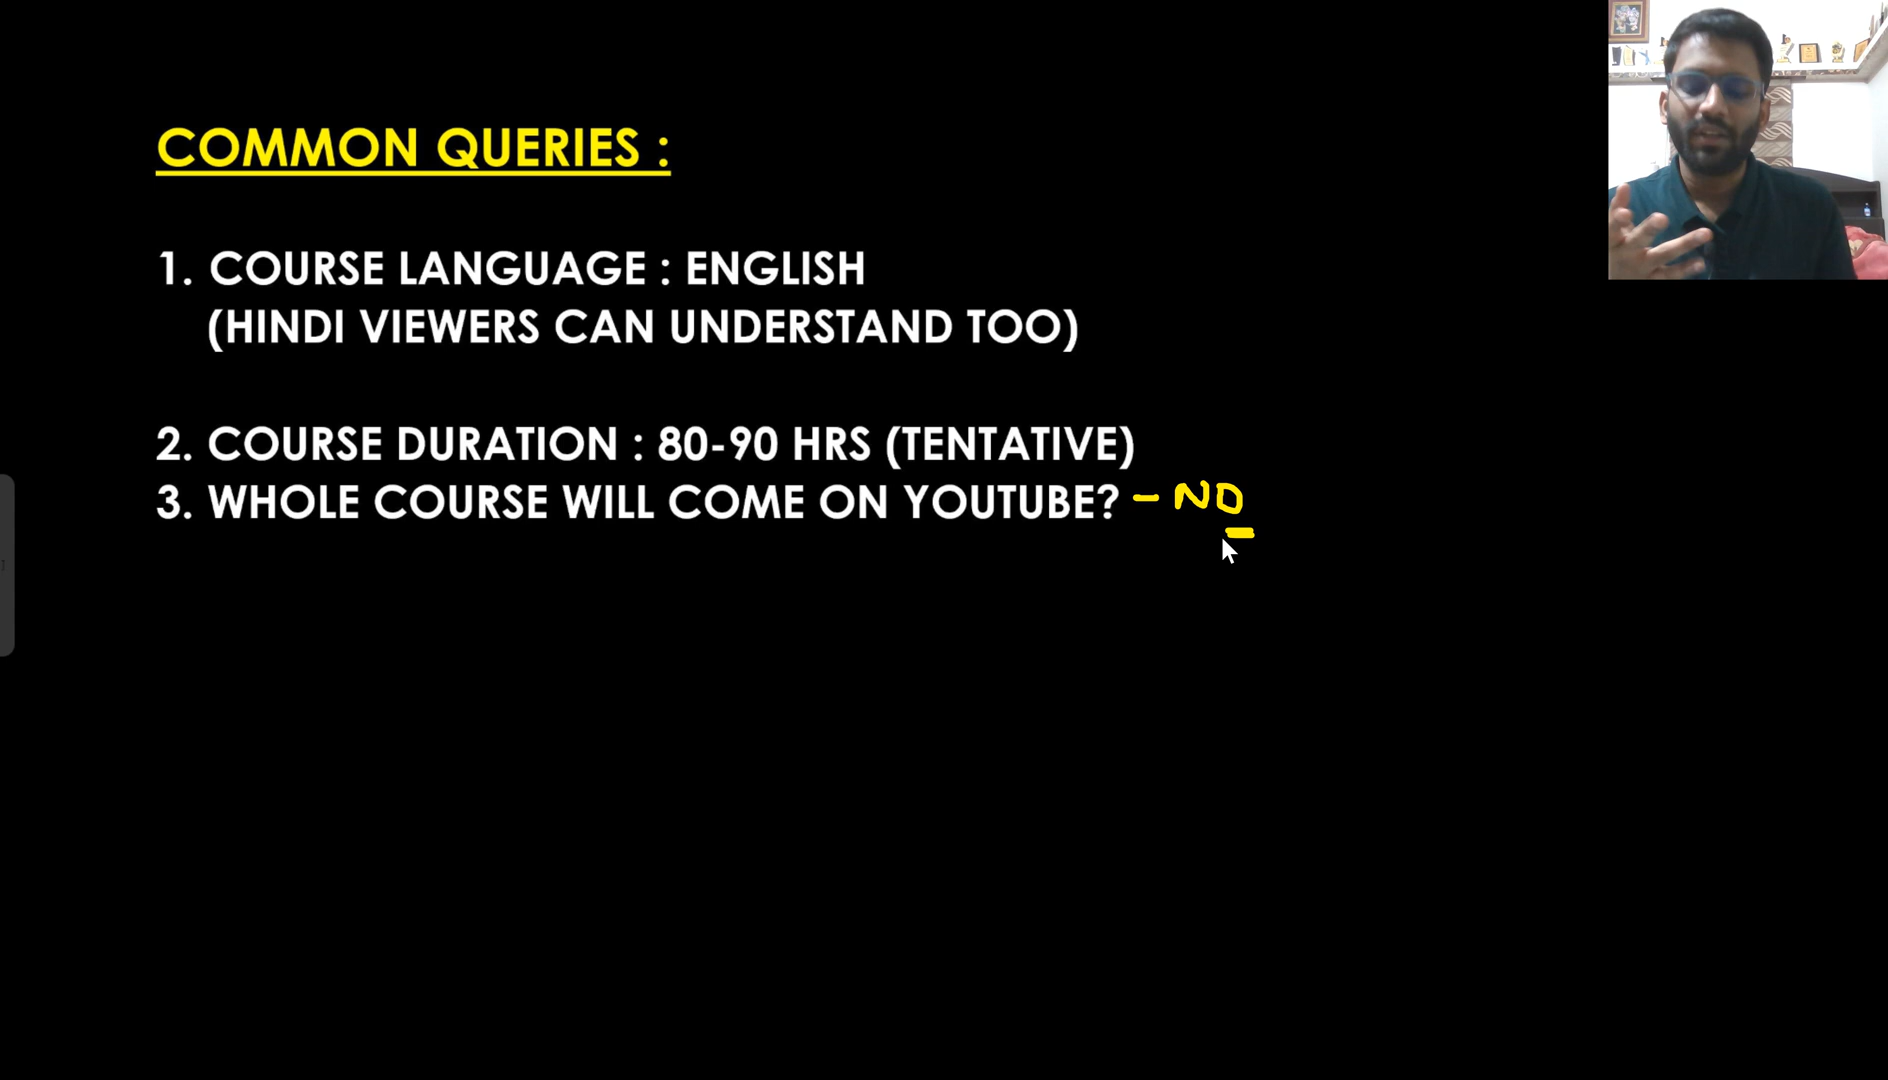 COMMON QUERIES :
1. COURSE LANGUAGE : ENGLISH
(HINDI VIEWERS CAN UNDERSTAND TOO)
2. COURSE DURATION : 80-90 HRS (TENTATIVE)
3. WHOLE COURSE WILL COME ON YOUTUBE? - NO